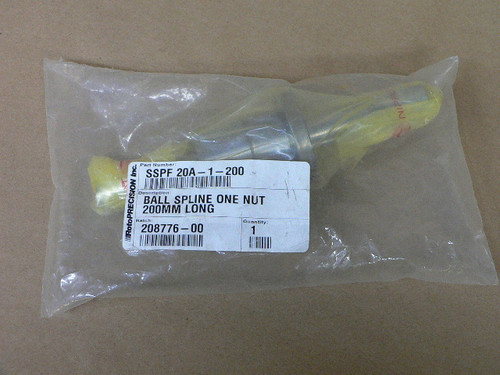 RotoPRECISION Inc.
Part Number:
SSPF 20A-1-200
Description:
BALL SPLINE ONE NUT
200MM LONG
Batch: Quantity:
208776-00 1